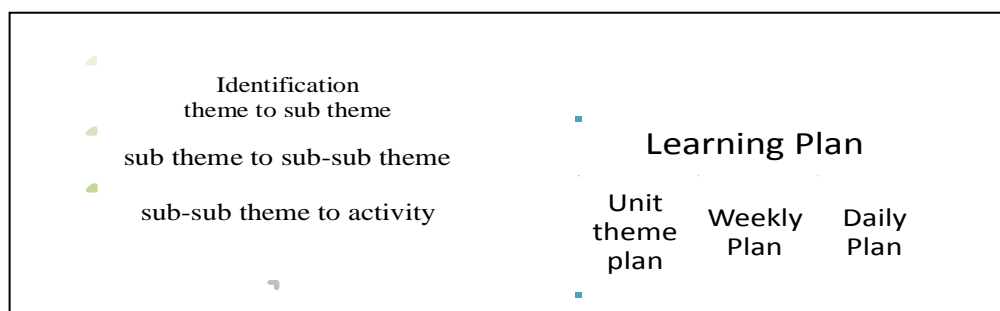 Identification
theme to sub theme
sub theme to sub-sub theme
sub-sub theme to activity
Learning Plan
Unit
theme
plan
Weekly
Plan
Daily
Plan